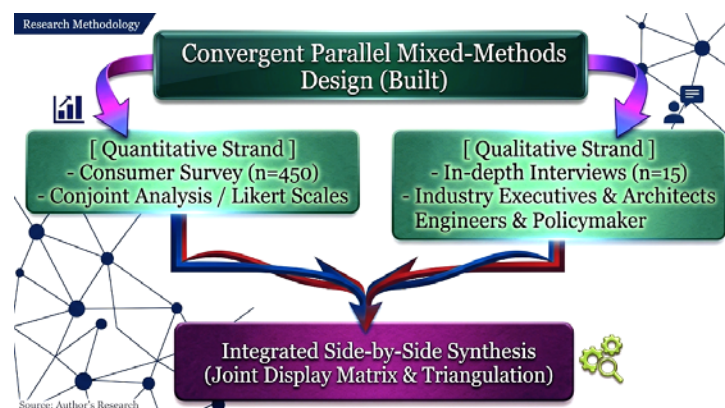 Research Methodology
Convergent Parallel Mixed-Methods
Design (Built)
[ Quantitative Strand ]
- Consumer Survey (n=450)
- Conjoint Analysis / Likert Scales
[ Qualitative Strand ]
- In-depth Interviews (n=15)
- Industry Executives & Architects
Engineers & Policymaker
Integrated Side-by-Side Synthesis
(Joint Display Matrix & Triangulation)
Source: Author's Research